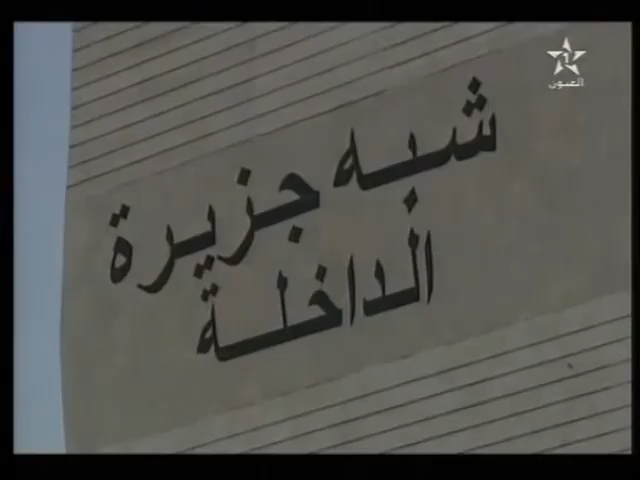 شبه جزيرة
الداخلة
العيون